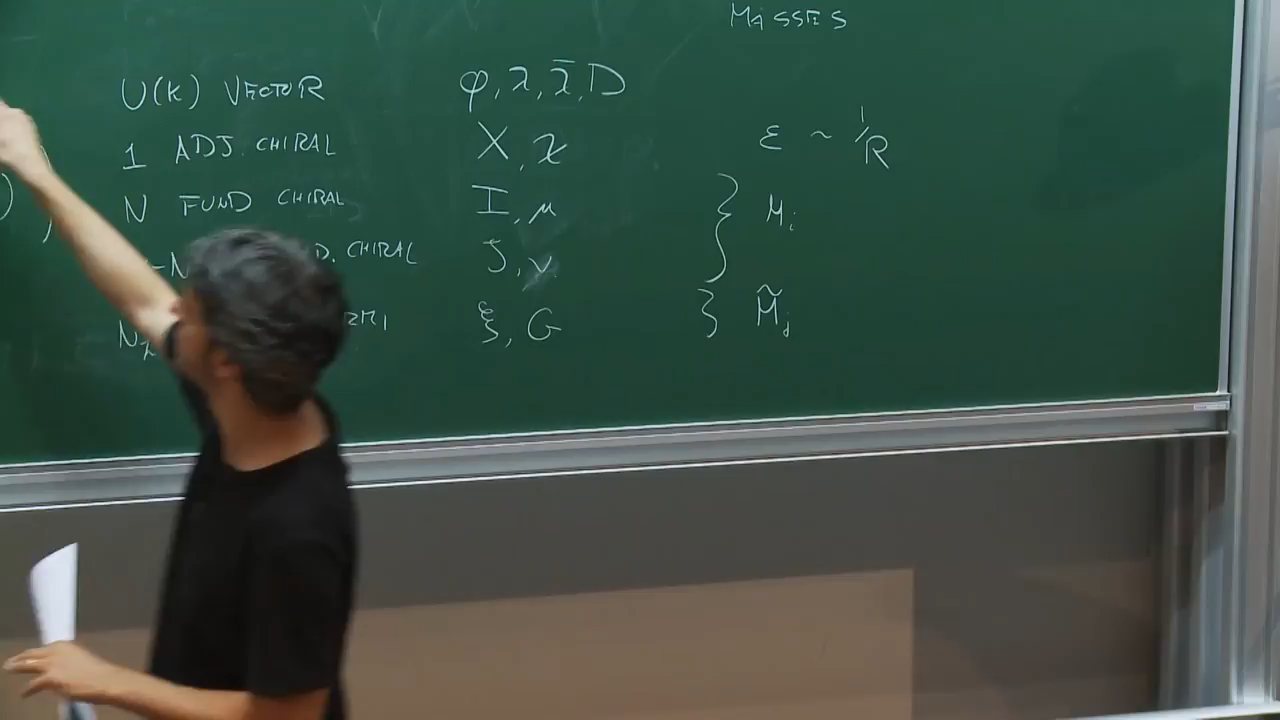 MASSES
U(K) VECTOR φ, λ, λ̄, D
1 ADJ. CHIRAL X, χ ε ~ 1/R
N FUND CHIRAL I, μ } M_i
D. CHIRAL J, ν
ξ, G } M̃_j